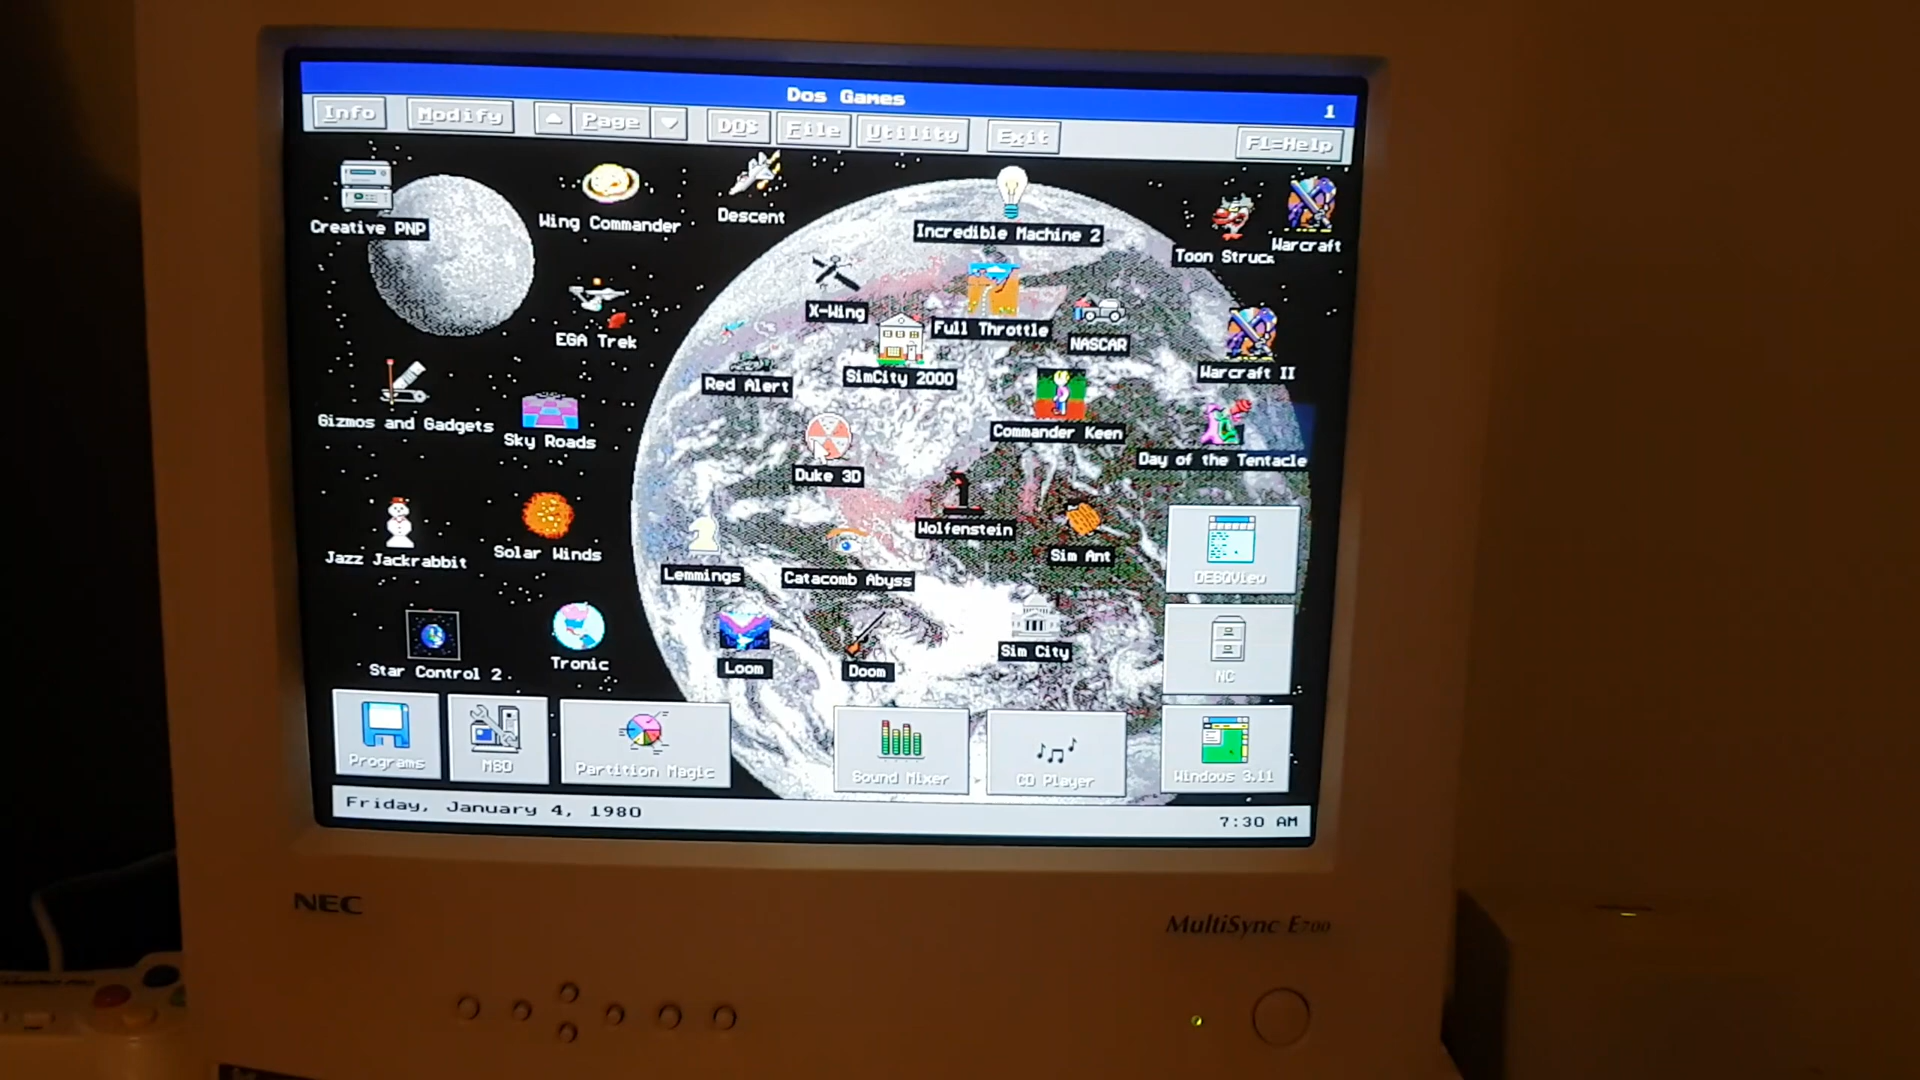 Dos Games
1
Info Modify Page DOS File Utility Exit F1=Help
Creative PNP
Wing Commander
Descent
Incredible Machine 2
Toon Struck
Warcraft
X-Wing
Full Throttle
EGA Trek
NASCAR
Red Alert
SimCity 2000
Warcraft II
Gizmos and Gadgets
Sky Roads
Commander Keen
Day of the Tentacle
Duke 3D
Wolfenstein
Jazz Jackrabbit
Solar Winds
Sim Ant
Lemmings
Catacomb Abyss
DESQView
Star Control 2
Tronic
Loom
Doom
Sim City
NC
Programs
MSD
Partition Magic
Sound Mixer
CD Player
Windows 3.11
Friday, January 4, 1980
7:30 AM
NEC
MultiSync E700